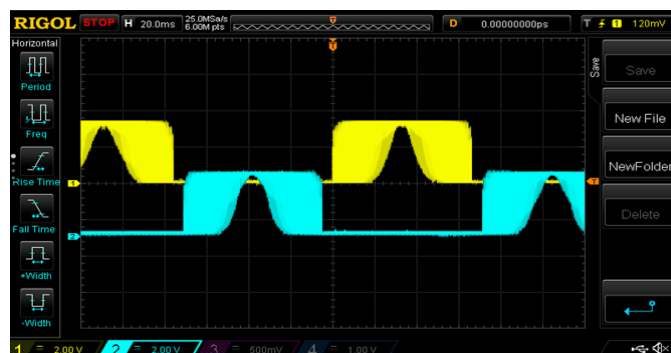 RIGOL STOP H 20.0ms 25.0MSa/s 6.00M pts D 0.00000000ps T 1 120mV
Horizontal
Period
Freq
Rise Time
Fall Time
+Width
-Width
T
1
2
T
Save
Save
New File
NewFolder
Delete
1 = 2.00 V 2 = 2.00 V 3 = 500mV 4 = 1.00 V